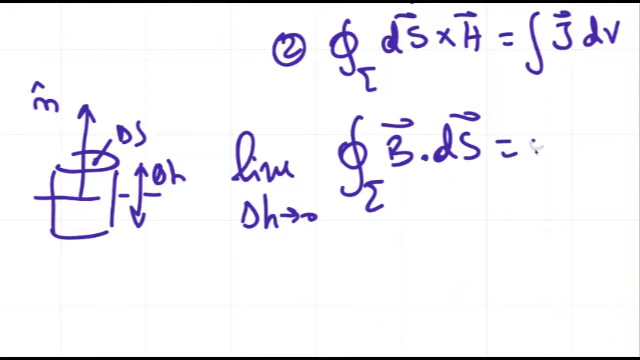 ② ∮_Σ dS⃗ × H⃗ = ∫ J⃗ dV
n̂
ΔS
Δh
lim Δh→0 ∮_Σ B⃗ . dS⃗ =